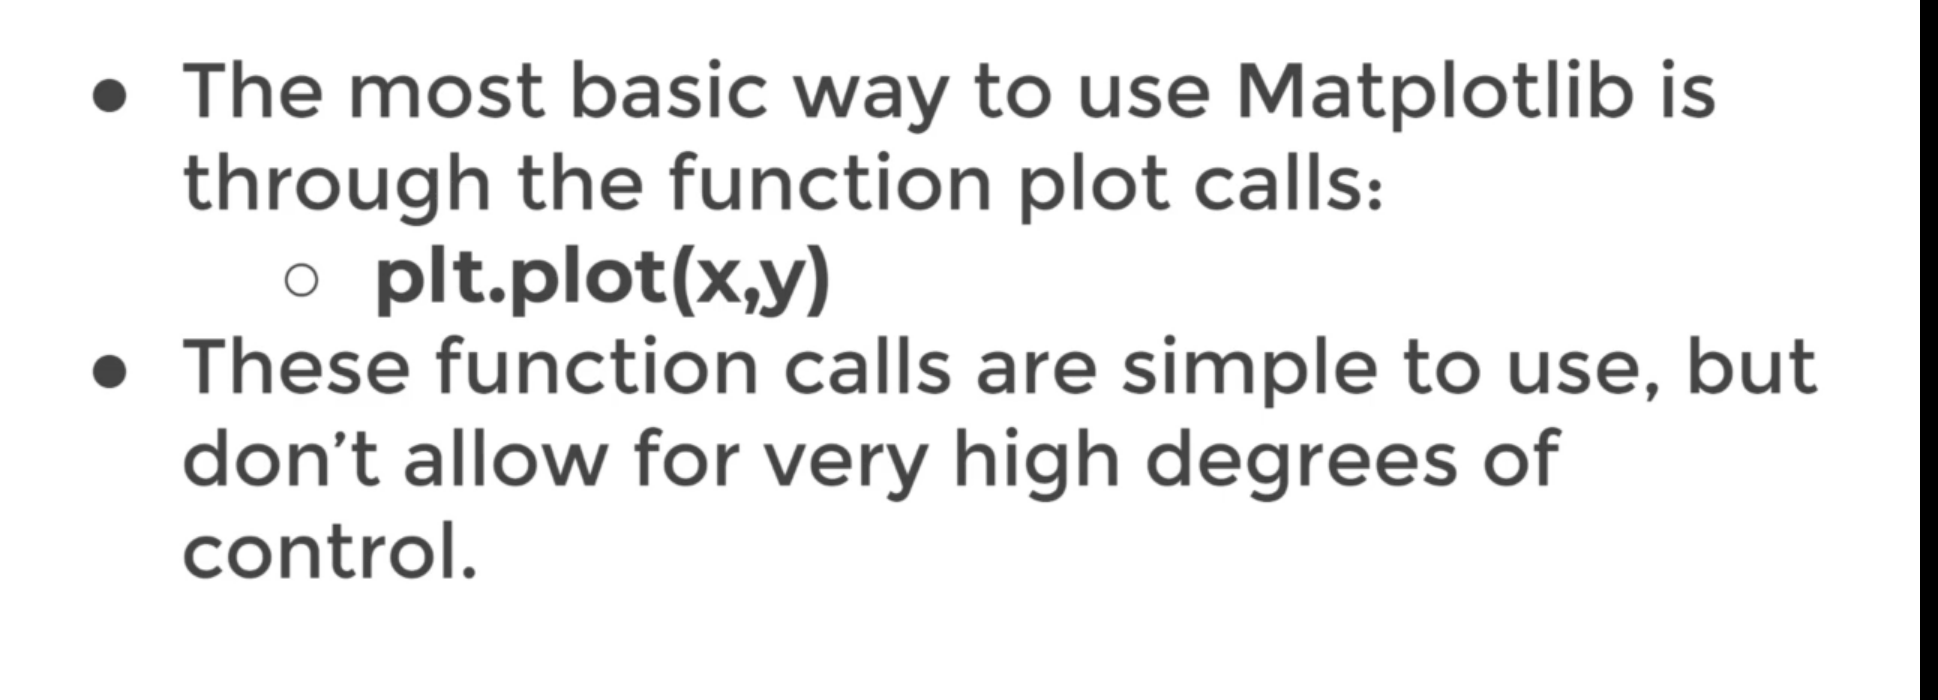 ● The most basic way to use Matplotlib is
through the function plot calls:
○ plt.plot(x,y)
● These function calls are simple to use, but
don’t allow for very high degrees of
control.